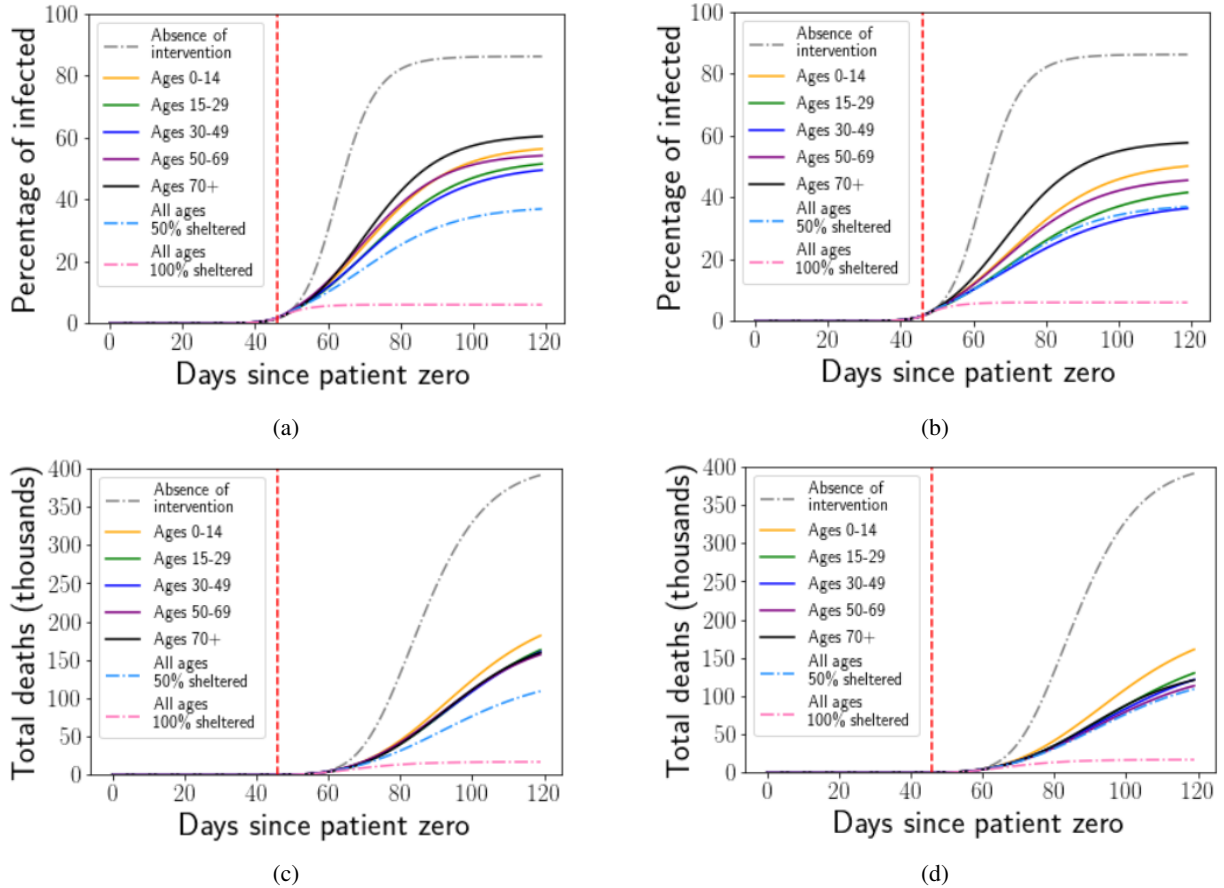 Percentage of infected
100
80
60
40
20
0
Absence of
intervention
Ages 0-14
Ages 15-29
Ages 30-49
Ages 50-69
Ages 70+
All ages
50% sheltered
All ages
100% sheltered
0 20 40 60 80 100 120
Days since patient zero
(a)
Percentage of infected
100
80
60
40
20
0
Absence of
intervention
Ages 0-14
Ages 15-29
Ages 30-49
Ages 50-69
Ages 70+
All ages
50% sheltered
All ages
100% sheltered
0 20 40 60 80 100 120
Days since patient zero
(b)
Total deaths (thousands)
400
350
300
250
200
150
100
50
0
Absence of
intervention
Ages 0-14
Ages 15-29
Ages 30-49
Ages 50-69
Ages 70+
All ages
50% sheltered
All ages
100% sheltered
0 20 40 60 80 100 120
Days since patient zero
(c)
Total deaths (thousands)
400
350
300
250
200
150
100
50
0
Absence of
intervention
Ages 0-14
Ages 15-29
Ages 30-49
Ages 50-69
Ages 70+
All ages
50% sheltered
All ages
100% sheltered
0 20 40 60 80 100 120
Days since patient zero
(d)